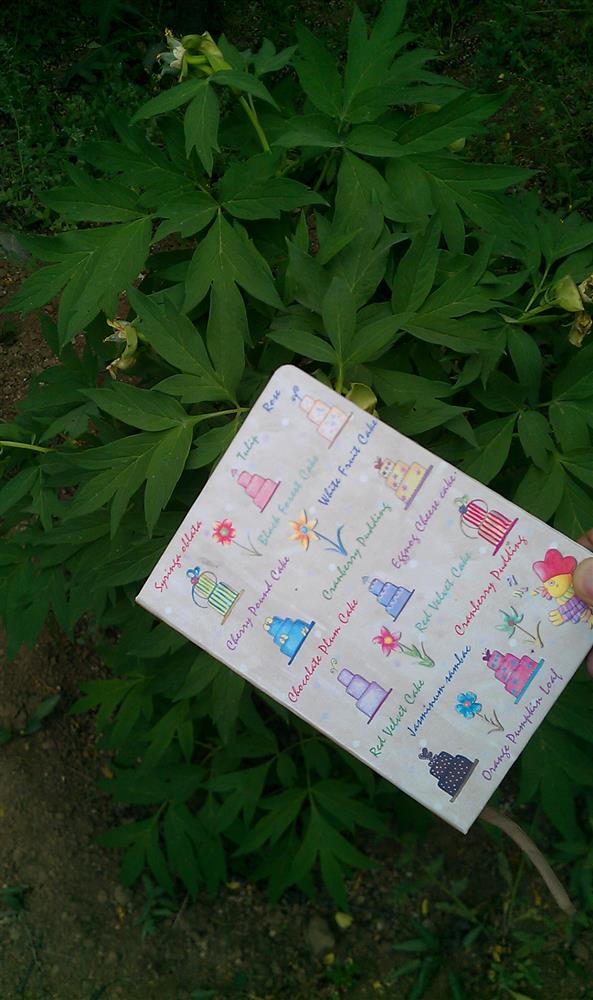 Rose
Tulip
White Fruit Cake
Black Forest Cake
Syringa oblata
Eggnog Cheese cake
Cranberry Pudding
Cherry Pound Cake
Cranberry Pudding
Red Velvet Cake
Chocolate Plum Cake
Jasminum sambac
Red Velvet Cake
Orange Pumpkin loaf